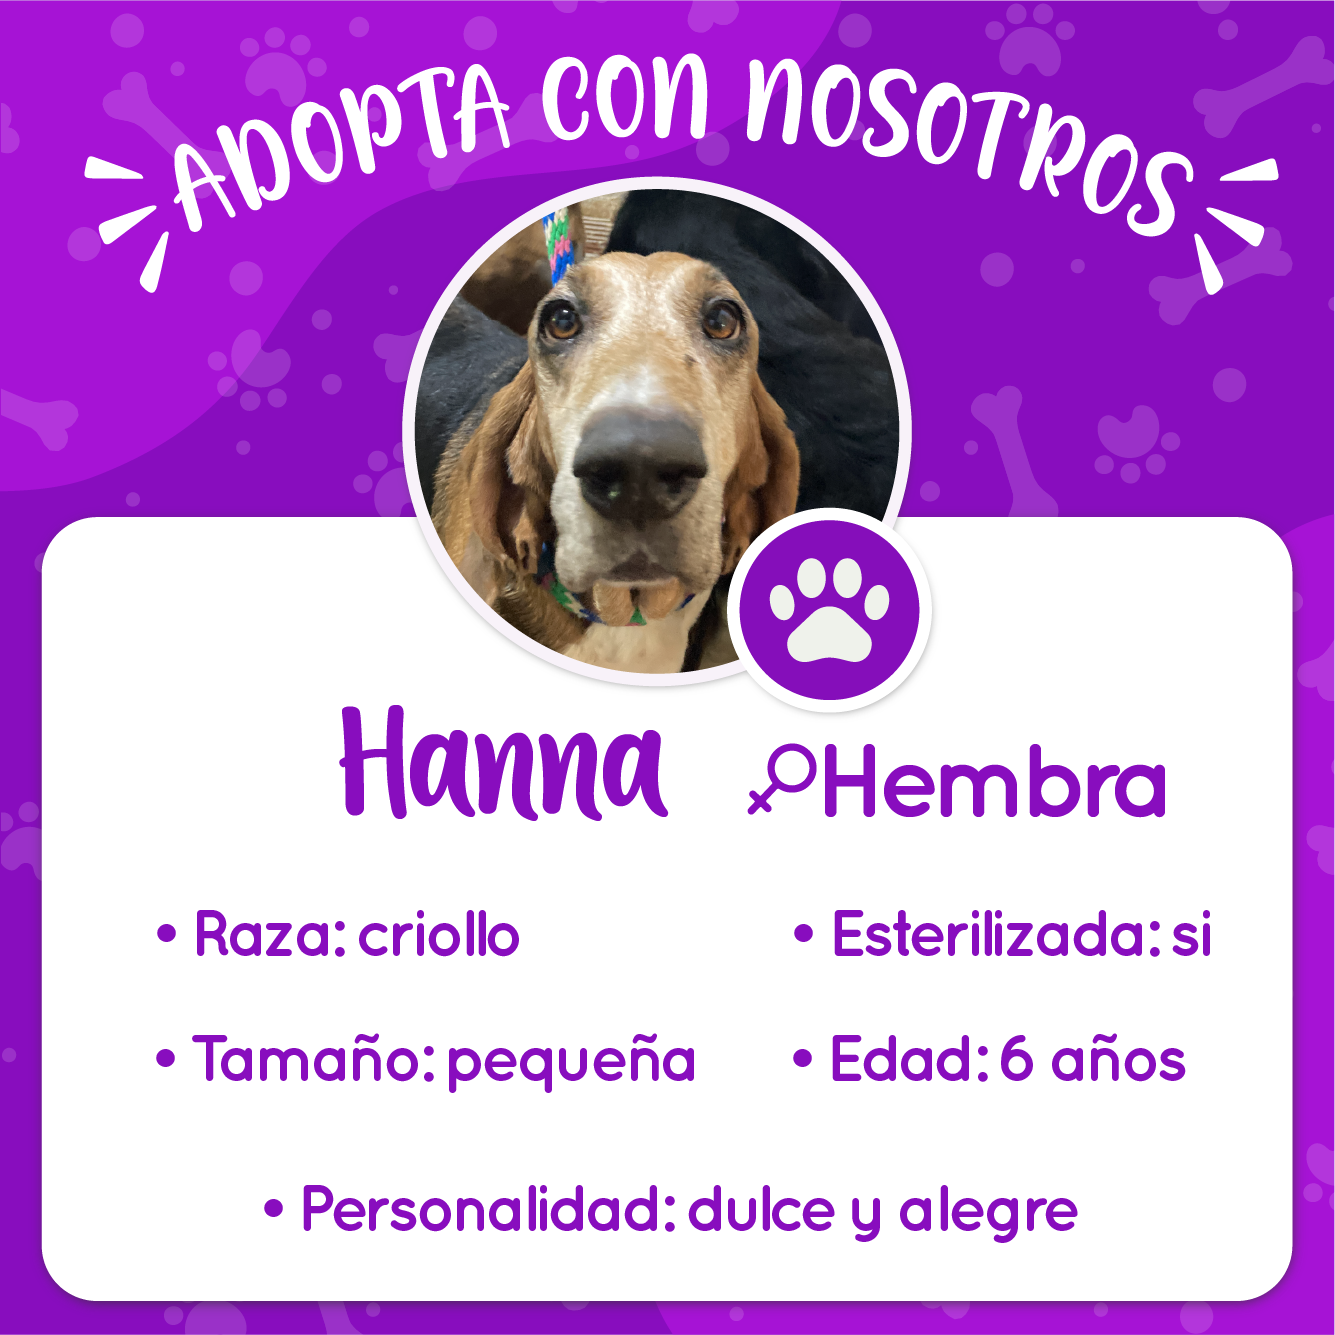 ADOPTA CON NOSOTROS
Hanna
Hembra
• Raza: criollo
• Esterilizada: si
• Tamaño: pequeña
• Edad: 6 años
• Personalidad: dulce y alegre